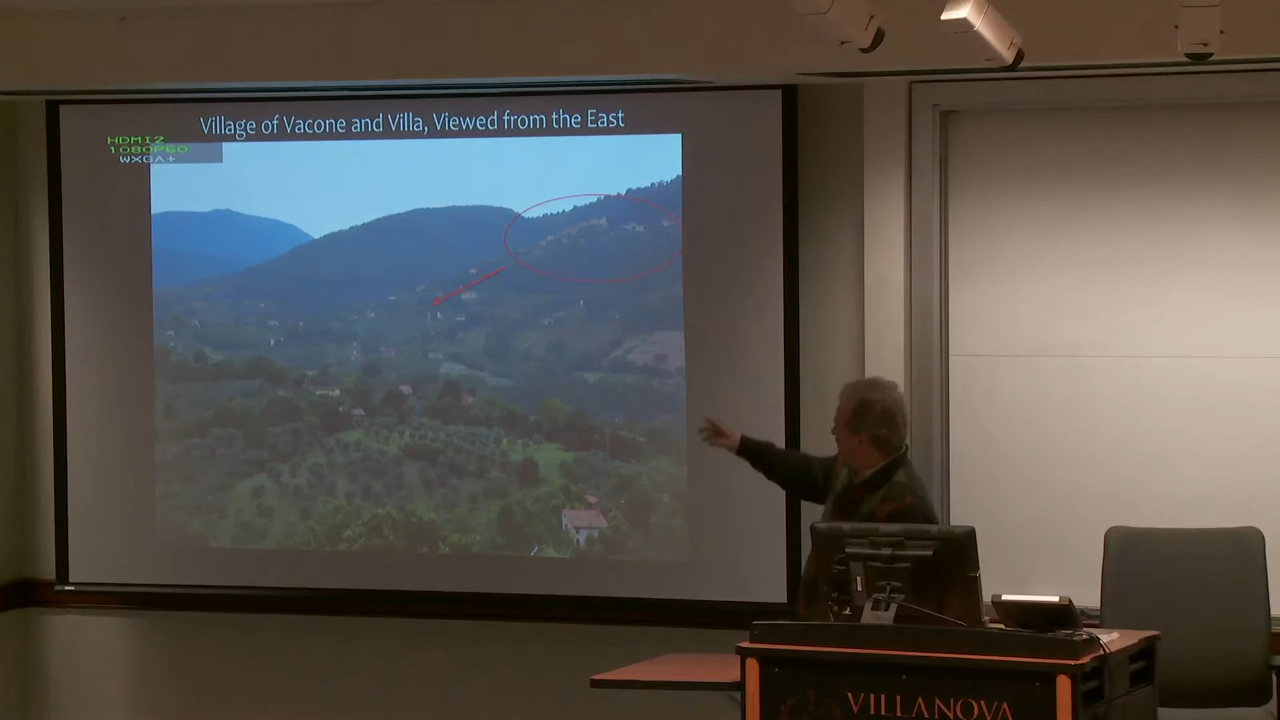 Village of Vacone and Villa, Viewed from the East
HDMI2
1080P60
WXGA+
VILLANOVA